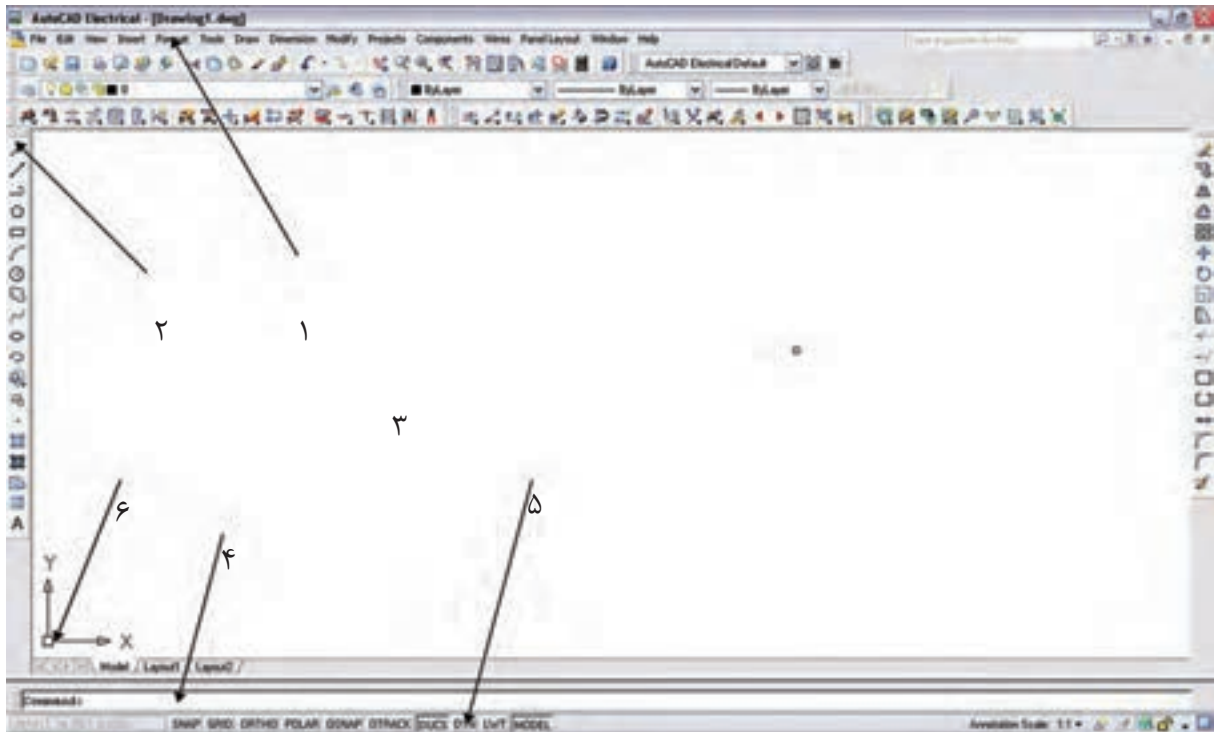 AutoCAD Electrical - [Drawing1.dwg]
File Edit View Insert Format Tools Draw Dimension Modify Projects Components Wires Panel Layout Window Help
AutoCAD Electrical Default
0 ByLayer ByLayer ByLayer
۲ ۱
۳
۶ ۵
۴
A
Y
X
Model / Layout1 / Layout2 /
Command:
SNAP GRID ORTHO POLAR OSNAP OTRACK DUCS DYN LWT MODEL Annotation Scale: 1:1